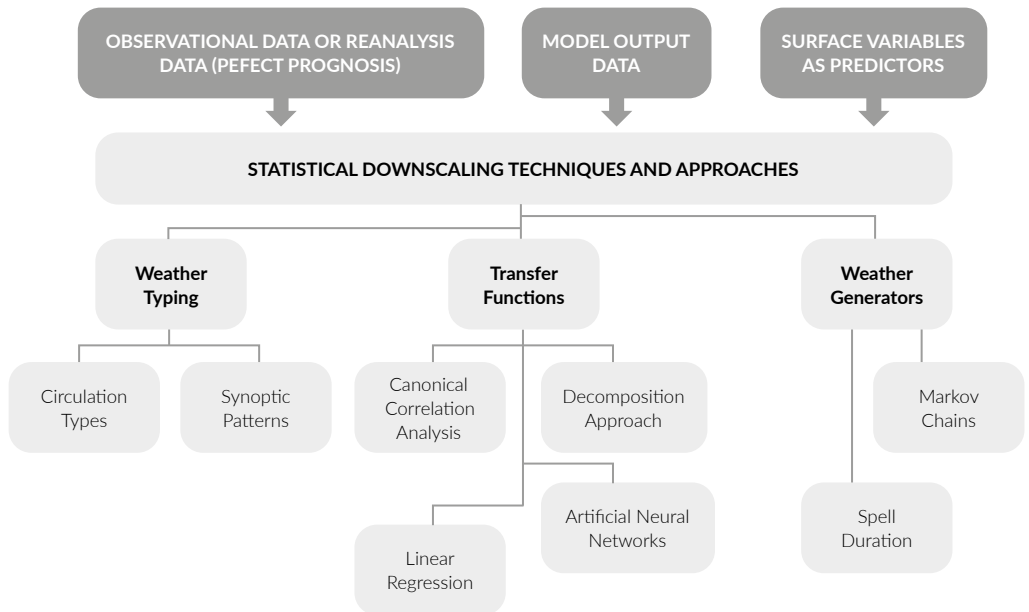 OBSERVATIONAL DATA OR REANALYSIS
DATA (PEFECT PROGNOSIS)
MODEL OUTPUT
DATA
SURFACE VARIABLES
AS PREDICTORS
STATISTICAL DOWNSCALING TECHNIQUES AND APPROACHES
Weather
Typing
Transfer
Functions
Weather
Generators
Circulation
Types
Synoptic
Patterns
Canonical
Correlation
Analysis
Decomposition
Approach
Markov
Chains
Linear
Regression
Artificial Neural
Networks
Spell
Duration